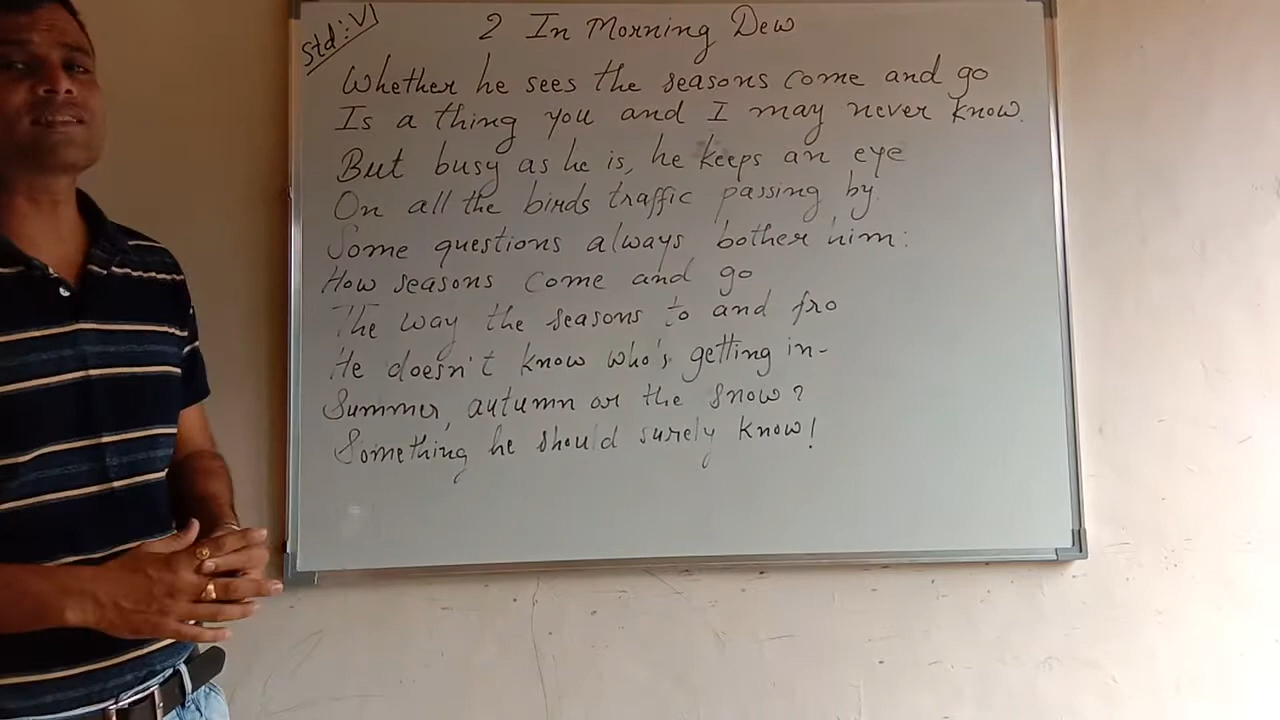 Std: VI
2 In Morning Dew
Whether he sees the seasons come and go
Is a thing you and I may never know.
But busy as he is, he keeps an eye
On all the birds traffic passing by.
Some questions always bother him:
How seasons come and go
The way the seasons to and fro
He doesn't know who's getting in-
Summer, autumn or the snow?
Something he should surely know!